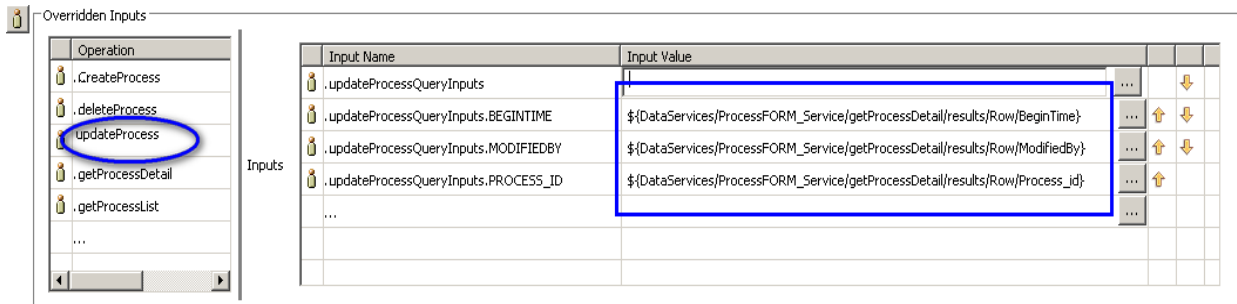 Overridden Inputs
Operation
.CreateProcess
.deleteProcess
updateProcess
.getProcessDetail
.getProcessList
...
Inputs
Input Name Input Value
.updateProcessQueryInputs ...
.updateProcessQueryInputs.BEGINTIME ${DataServices/ProcessFORM_Service/getProcessDetail/results/Row/BeginTime} ...
.updateProcessQueryInputs.MODIFIEDBY ${DataServices/ProcessFORM_Service/getProcessDetail/results/Row/ModifiedBy} ...
.updateProcessQueryInputs.PROCESS_ID ${DataServices/ProcessFORM_Service/getProcessDetail/results/Row/Process_id} ...
... ...